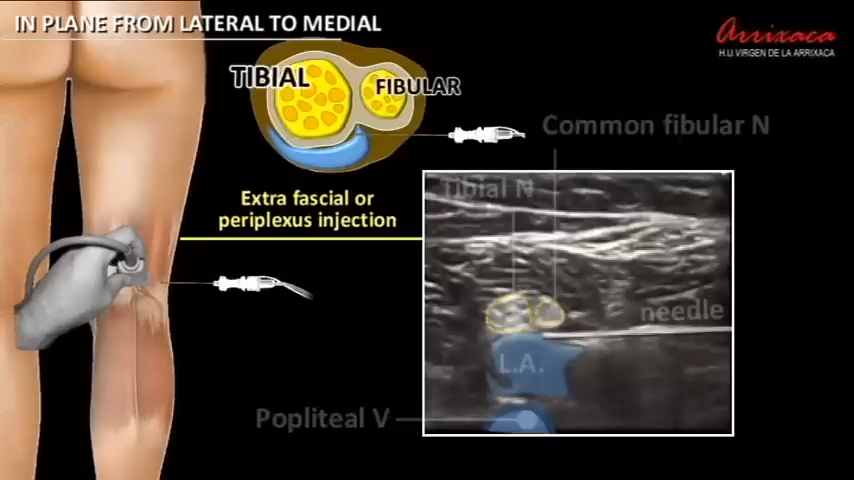 IN PLANE FROM LATERAL TO MEDIAL
Arrixaca
H.U.VIRGEN DE LA ARRIXACA
TIBIAL
FIBULAR
Common fibular N
Tibial N
Extra fascial or
periplexus injection
needle
L.A.
Popliteal V